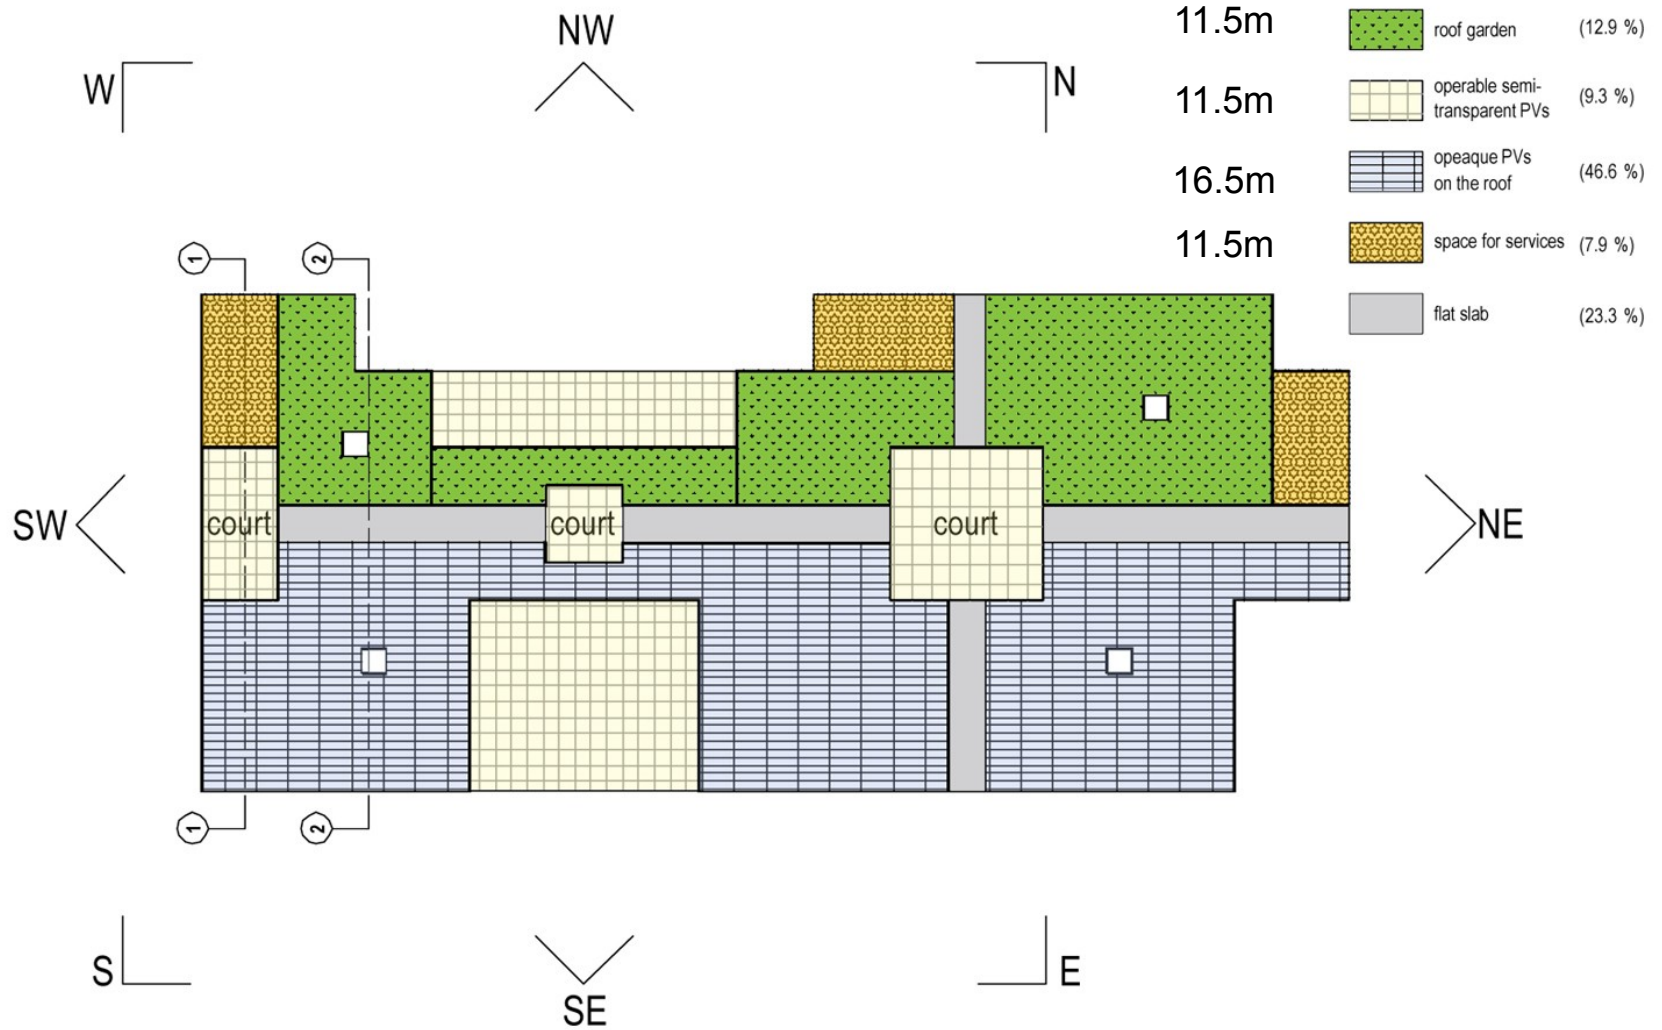 NW
W
N
11.5m
roof garden (12.9 %)
11.5m
operable semi-
transparent PVs
(9.3 %)
16.5m
opeaque PVs
on the roof
(46.6 %)
11.5m
space for services (7.9 %)
flat slab (23.3 %)
1
2
SW
court
court
court
NE
1
2
S
E
SE